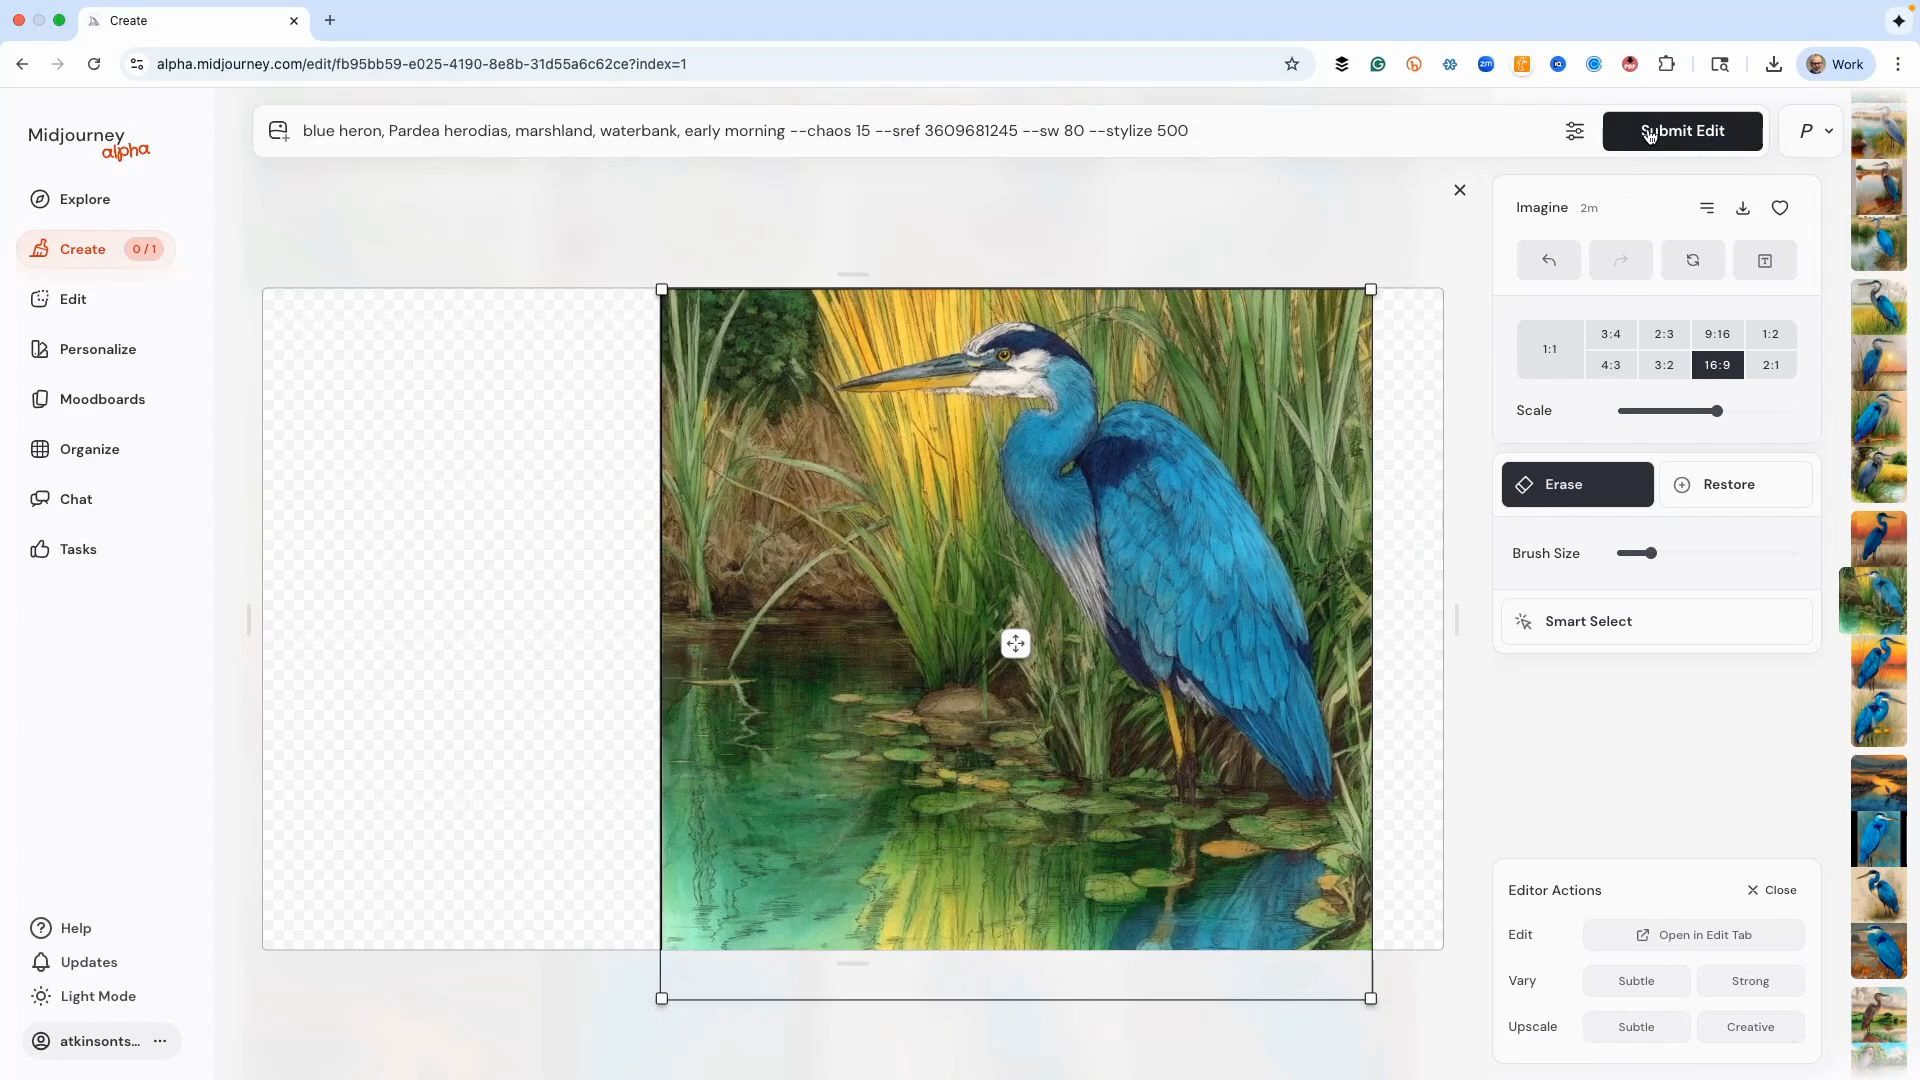 Create
alpha.midjourney.com/edit/fb95bb59-e025-4190-8e8b-31d55a6c62ce?index=1
Work
Midjourney
alpha
blue heron, Pardea herodias, marshland, waterbank, early morning --chaos 15 --sref 3609681245 --sw 80 --stylize 500
Submit Edit
P
Explore
Create 0 / 1
Edit
Personalize
Moodboards
Organize
Chat
Tasks
Help
Updates
Light Mode
atkinsonts...
Imagine 2m
1:1
3:4 2:3 9:16 1:2
4:3 3:2 16:9 2:1
Scale
Erase Restore
Brush Size
Smart Select
Editor Actions Close
Edit Open in Edit Tab
Vary Subtle Strong
Upscale Subtle Creative